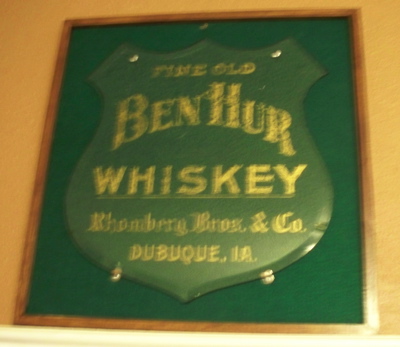 FINE OLD
BEN HUR
WHISKEY
Rhomberg Bros. & Co.
DUBUQUE, IA.